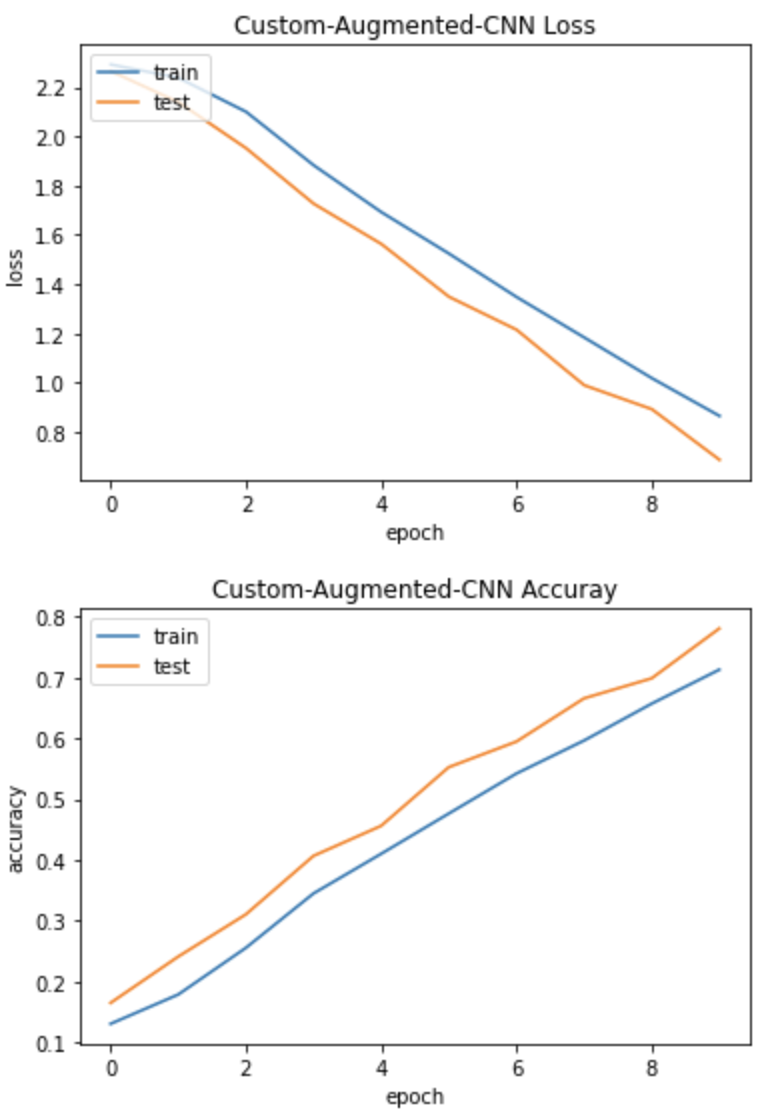 Custom-Augmented-CNN Loss
train
test
2.2
2.0
1.8
1.6
1.4
1.2
1.0
0.8
loss
0 2 4 6 8
epoch
Custom-Augmented-CNN Accuray
train
test
0.8
0.7
0.6
0.5
0.4
0.3
0.2
0.1
accuracy
0 2 4 6 8
epoch